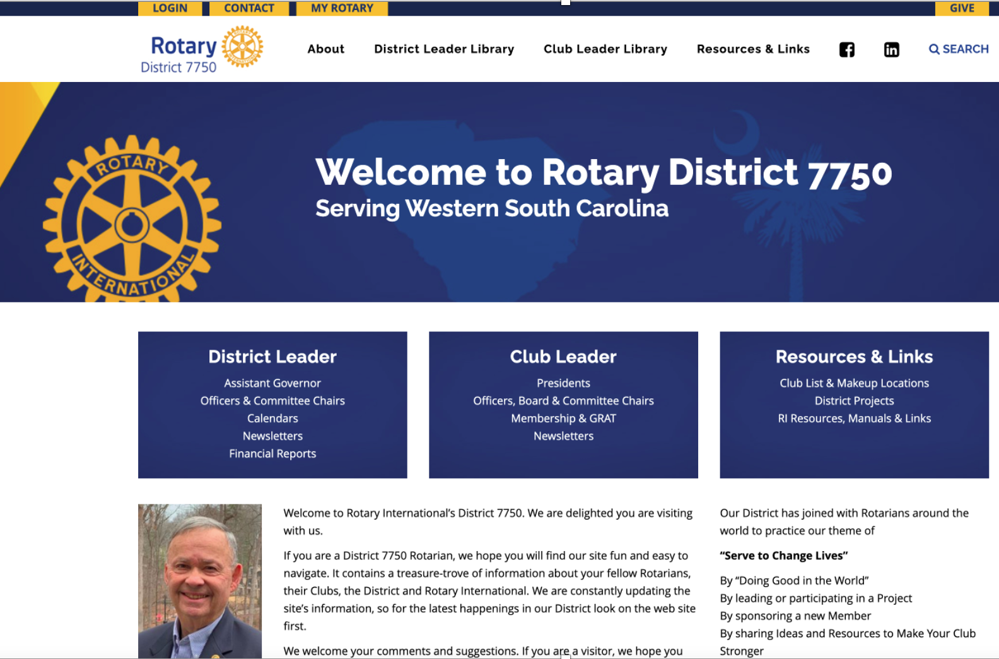 LOGIN CONTACT MY ROTARY GIVE
Rotary
District 7750
ROTARY
INTERNATIONAL
About District Leader Library Club Leader Library Resources & Links SEARCH
ROTARY
INTERNATIONAL
Welcome to Rotary District 7750
Serving Western South Carolina
District Leader
Assistant Governor
Officers & Committee Chairs
Calendars
Newsletters
Financial Reports
Club Leader
Presidents
Officers, Board & Committee Chairs
Membership & GRAT
Newsletters
Resources & Links
Club List & Makeup Locations
District Projects
RI Resources, Manuals & Links
Welcome to Rotary International’s District 7750. We are delighted you are visiting
with us.
If you are a District 7750 Rotarian, we hope you will find our site fun and easy to
navigate. It contains a treasure-trove of information about your fellow Rotarians,
their Clubs, the District and Rotary International. We are constantly updating the
site’s information, so for the latest happenings in our District look on the web site
first.
We welcome your comments and suggestions. If you are a visitor, we hope you
Our District has joined with Rotarians around the
world to practice our theme of
“Serve to Change Lives”
By “Doing Good in the World”
By leading or participating in a Project
By sponsoring a new Member
By sharing Ideas and Resources to Make Your Club
Stronger